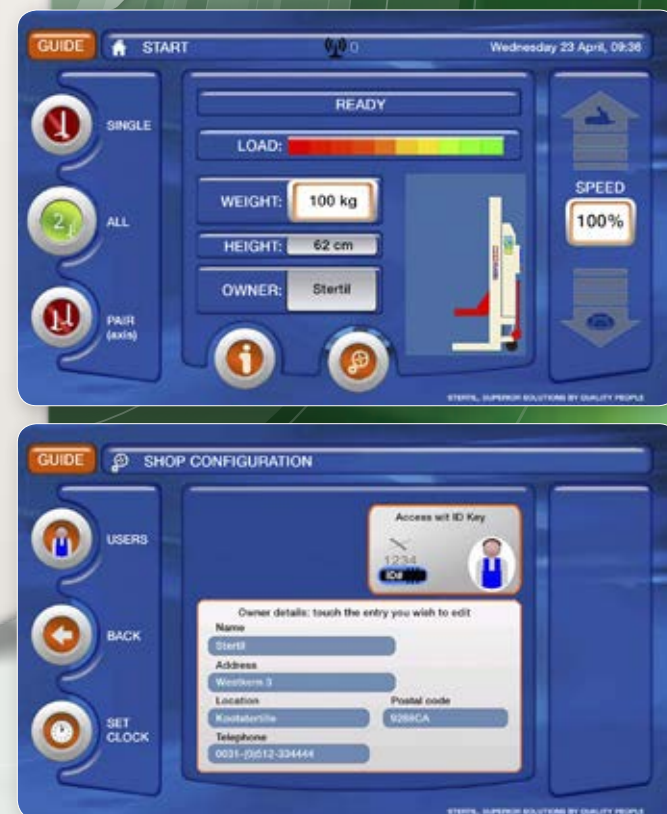 GUIDE
START
0
Wednesday 23 April, 09:36
SINGLE
2
ALL
PAIR
(axis)
READY
LOAD:
WEIGHT: 100 kg
HEIGHT: 62 cm
OWNER: Stertil
i
SPEED
100%
STERTIL, SUPERIOR SOLUTIONS BY QUALITY PEOPLE
GUIDE
SHOP CONFIGURATION
USERS
BACK
SET
CLOCK
Access wit ID Key
1234
ID#
Owner details: touch the entry you wish to edit
Name
Stertil
Address
Westkern 3
Location Postal code
Kootstertille 9288CA
Telephone
0031-(0)512-334444
STERTIL, SUPERIOR SOLUTIONS BY QUALITY PEOPLE